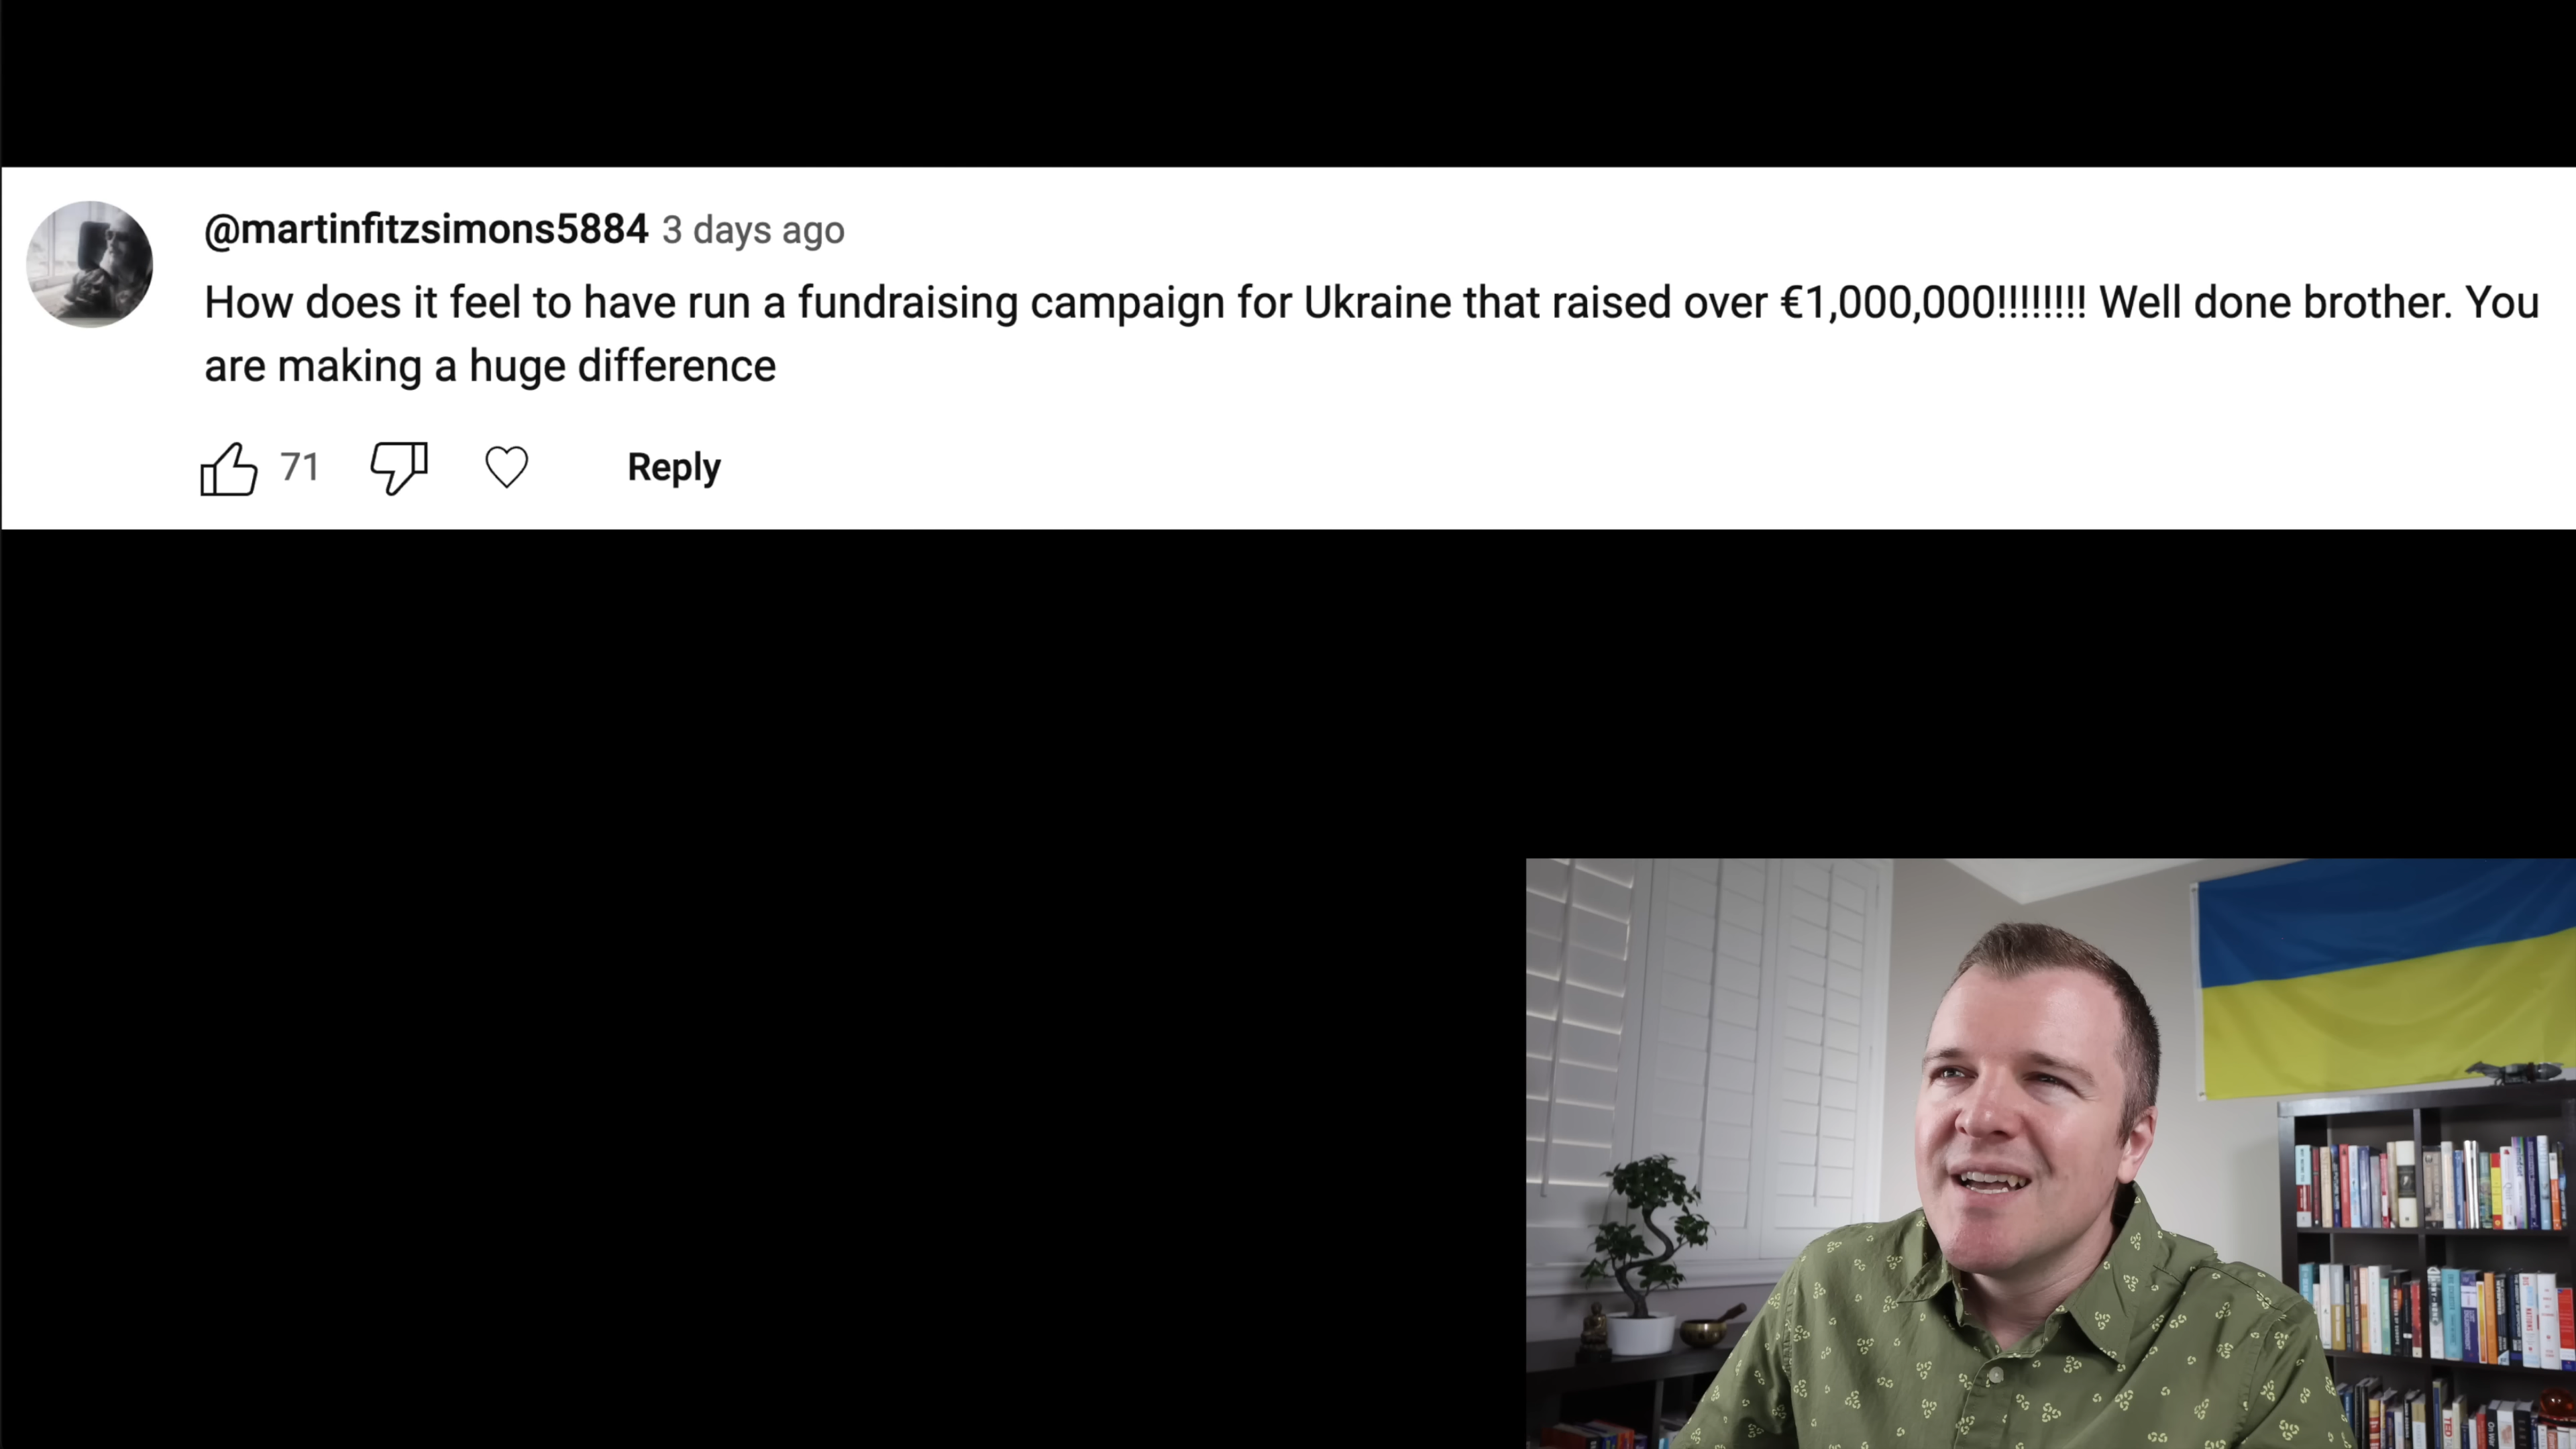 @martinfitzsimons5884 3 days ago
How does it feel to have run a fundraising campaign for Ukraine that raised over €1,000,000!!!!!!!! Well done brother. You
are making a huge difference
71 Reply